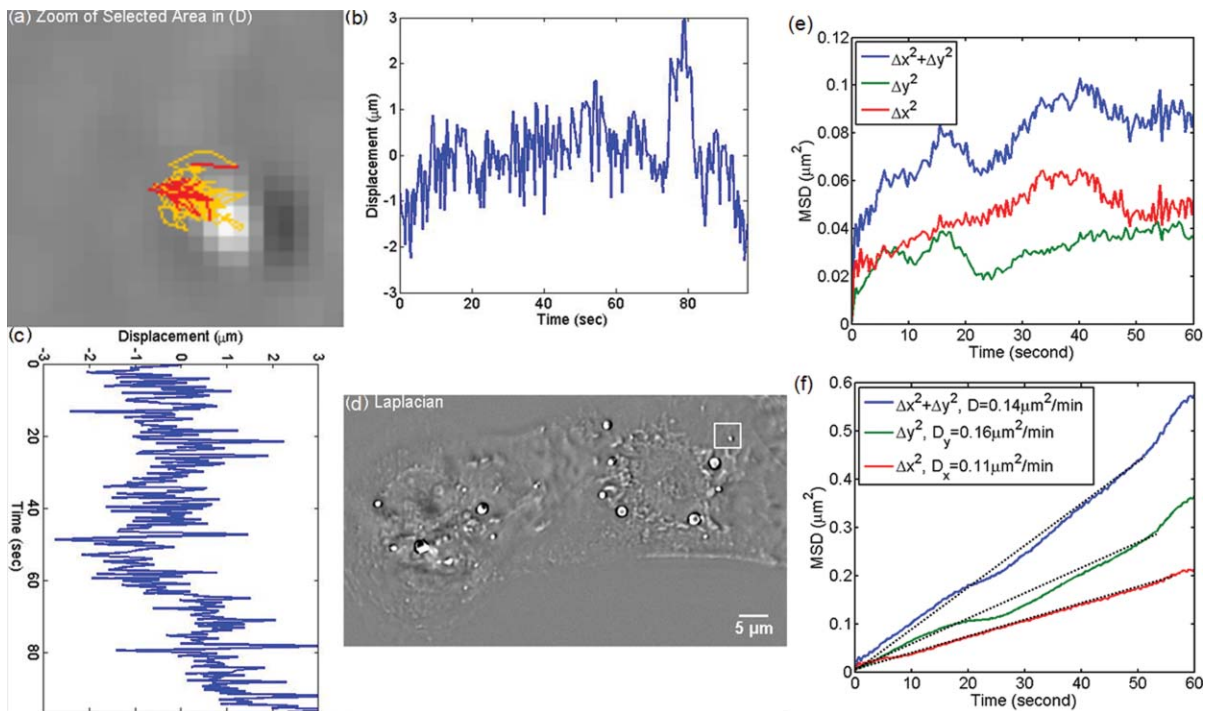 (a) Zoom of Selected Area in (D)
(b)
Displacement (μm)
3
2
1
0
-1
-2
-3
0 20 40 60 80
Time (sec)
(c)
Displacement (μm)
-3 -2 -1 0 1 2 3
0
20
40
60
80
Time (sec)
(d) Laplacian
5 μm
(e)
0.12
0.1
0.08
0.06
0.04
0.02
0
MSD (μm²)
Δx²+Δy²
Δy²
Δx²
0 10 20 30 40 50 60
Time (second)
(f)
0.6
0.5
0.4
0.3
0.2
0.1
0
MSD (μm²)
Δx²+Δy², D=0.14μm²/min
Δy², D_y=0.16μm²/min
Δx², D_x=0.11μm²/min
0 10 20 30 40 50 60
Time (second)